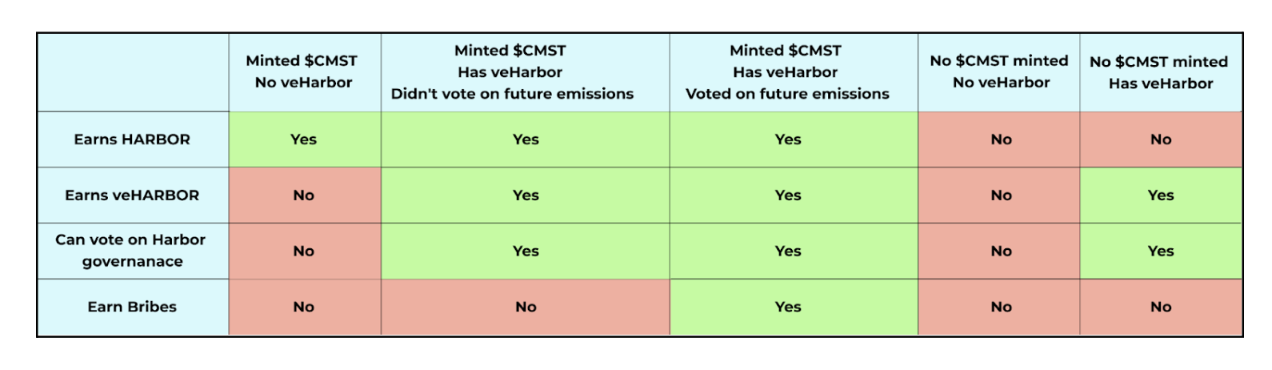 Minted $CMST
No veHarbor
Minted $CMST
Has veHarbor
Didn't vote on future emissions
Minted $CMST
Has veHarbor
Voted on future emissions
No $CMST minted
No veHarbor
No $CMST minted
Has veHarbor
Earns HARBOR
Yes
Yes
Yes
No
No
Earns veHARBOR
No
Yes
Yes
No
Yes
Can vote on Harbor
governanace
No
Yes
Yes
No
Yes
Earn Bribes
No
No
Yes
No
No